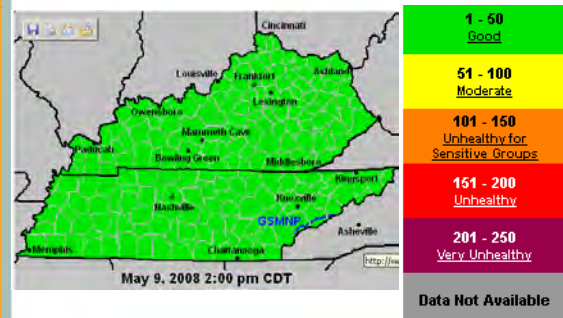 Cincinnati
Louisville
Frankfort
Ashland
Lexington
Owensboro
Mammoth Cave
Paducah
Bowling Green
Middlesboro
Kingsport
Nashville
Knoxville
GSMNP
Asheville
Memphis
Chattanooga
http://
May 9, 2008 2:00 pm CDT
1 - 50
Good
51 - 100
Moderate
101 - 150
Unhealthy for
Sensitive Groups
151 - 200
Unhealthy
201 - 250
Very Unhealthy
Data Not Available